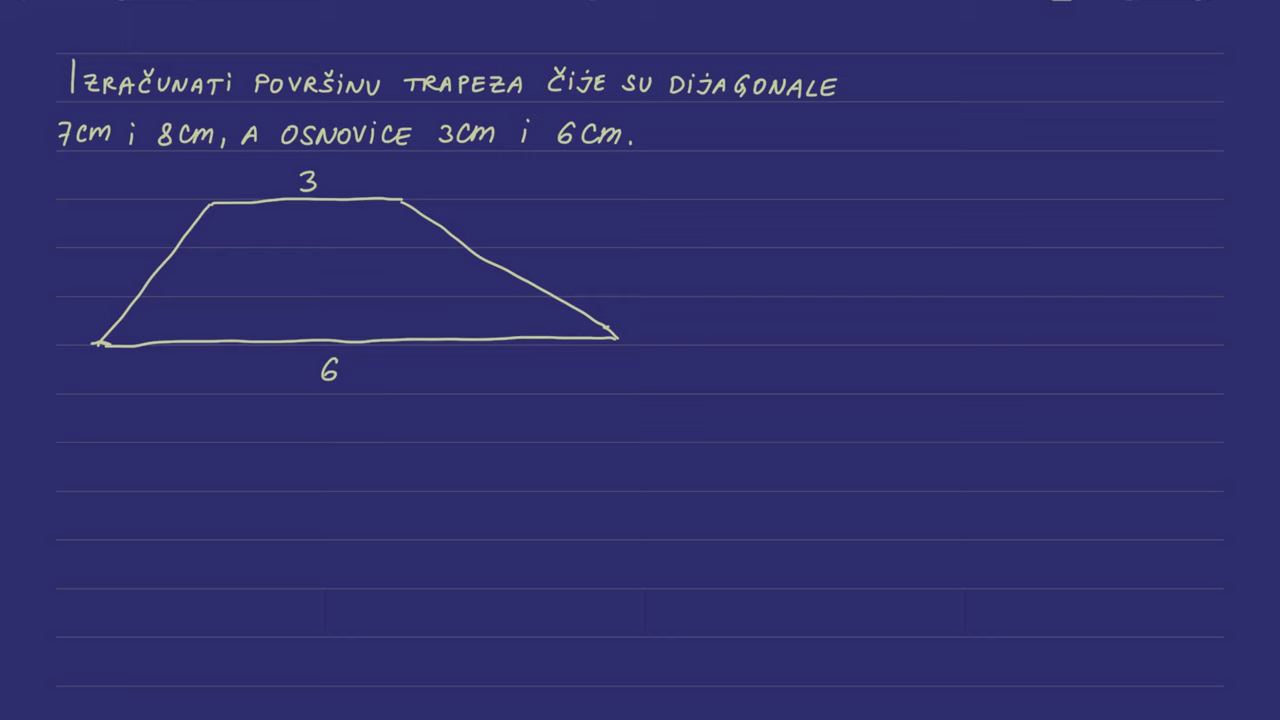 IZRAČUNATI POVRŠINU TRAPEZA ČIJE SU DIJAGONALE
7cm i 8cm, A OSNOVICE 3cm i 6cm.
3
6